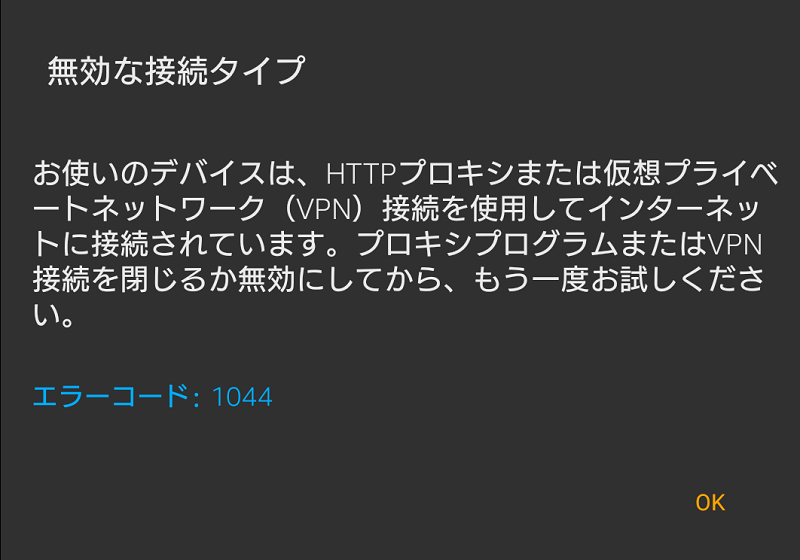 無効な接続タイプ
お使いのデバイスは、HTTPプロキシまたは仮想プライベ
ートネットワーク（VPN）接続を使用してインターネッ
トに接続されています。プロキシプログラムまたはVPN
接続を閉じるか無効にしてから、もう一度お試しくださ
い。
エラーコード: 1044
OK